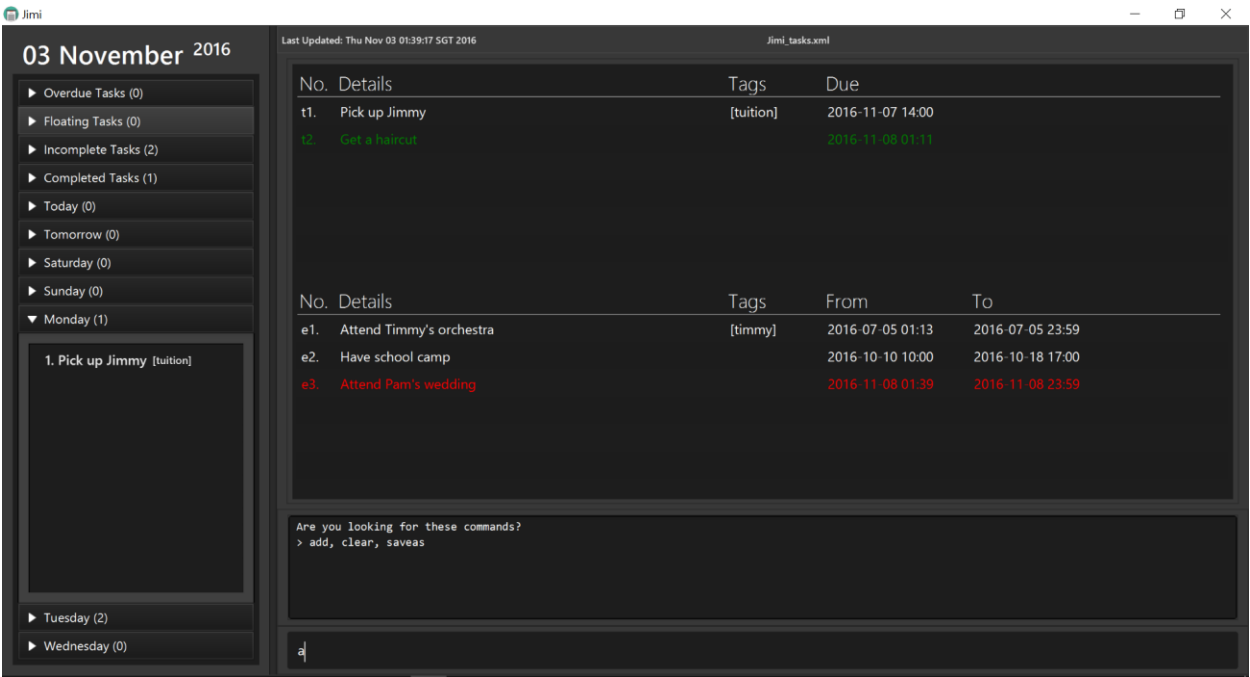 Jimi
03 November 2016
Overdue Tasks (0)
Floating Tasks (0)
Incomplete Tasks (2)
Completed Tasks (1)
Today (0)
Tomorrow (0)
Saturday (0)
Sunday (0)
Monday (1)
1. Pick up Jimmy [tuition]
Tuesday (2)
Wednesday (0)
Last Updated: Thu Nov 03 01:39:17 SGT 2016 Jimi_tasks.xml
No. Details Tags Due
t1. Pick up Jimmy [tuition] 2016-11-07 14:00
t2. Get a haircut 2016-11-08 01:11
No. Details Tags From To
e1. Attend Timmy's orchestra [timmy] 2016-07-05 01:13 2016-07-05 23:59
e2. Have school camp 2016-10-10 10:00 2016-10-18 17:00
e3. Attend Pam's wedding 2016-11-08 01:39 2016-11-08 23:59
Are you looking for these commands?
> add, clear, saveas
a